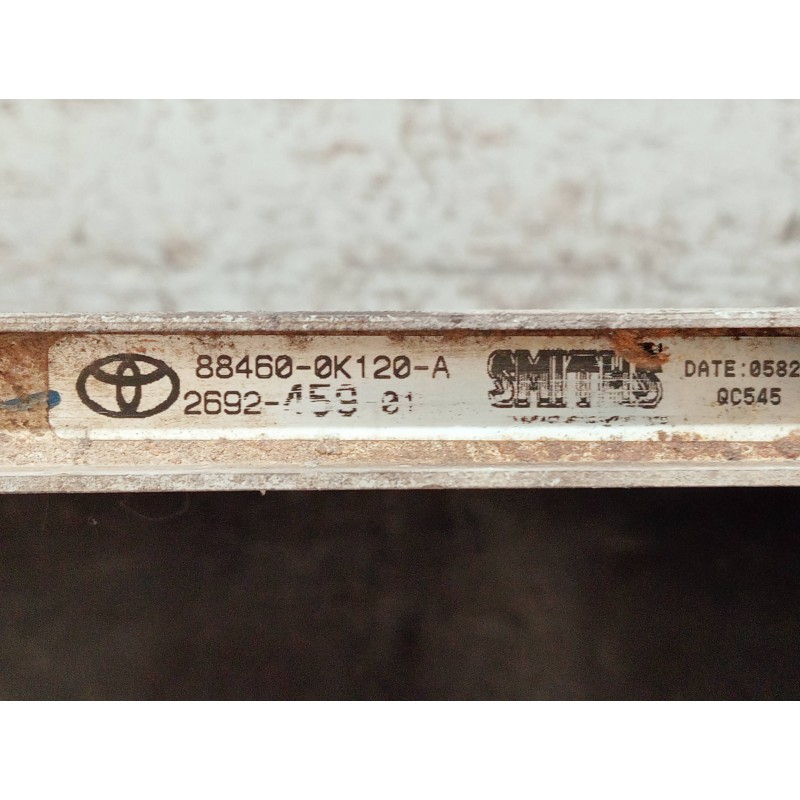 88460-0K120-A
2692-459-01
SMITHS
DATE:0582
QC545